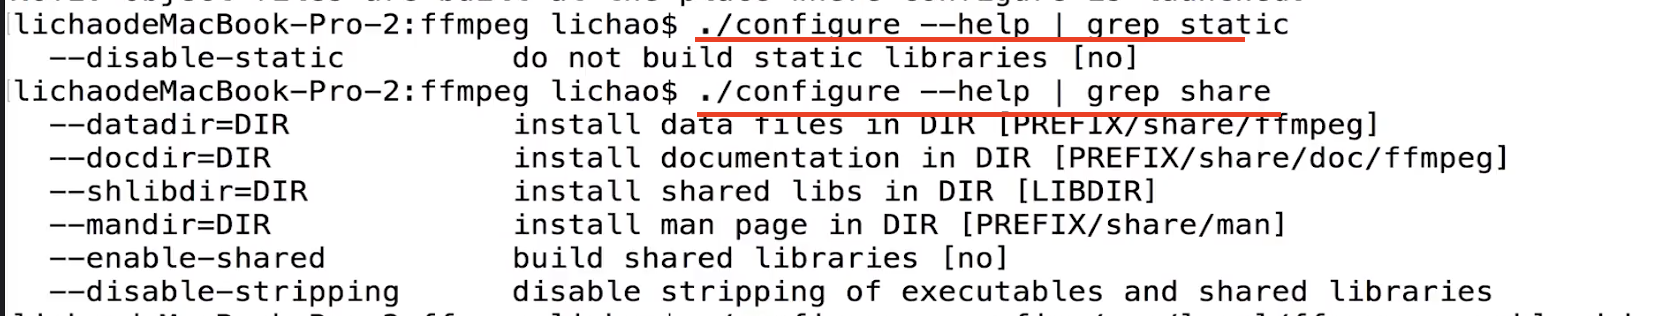 lichaodeMacBook-Pro-2:ffmpeg lichao$ ./configure --help | grep static
--disable-static do not build static libraries [no]
lichaodeMacBook-Pro-2:ffmpeg lichao$ ./configure --help | grep share
--datadir=DIR install data files in DIR [PREFIX/share/ffmpeg]
--docdir=DIR install documentation in DIR [PREFIX/share/doc/ffmpeg]
--shlibdir=DIR install shared libs in DIR [LIBDIR]
--mandir=DIR install man page in DIR [PREFIX/share/man]
--enable-shared build shared libraries [no]
--disable-stripping disable stripping of executables and shared libraries